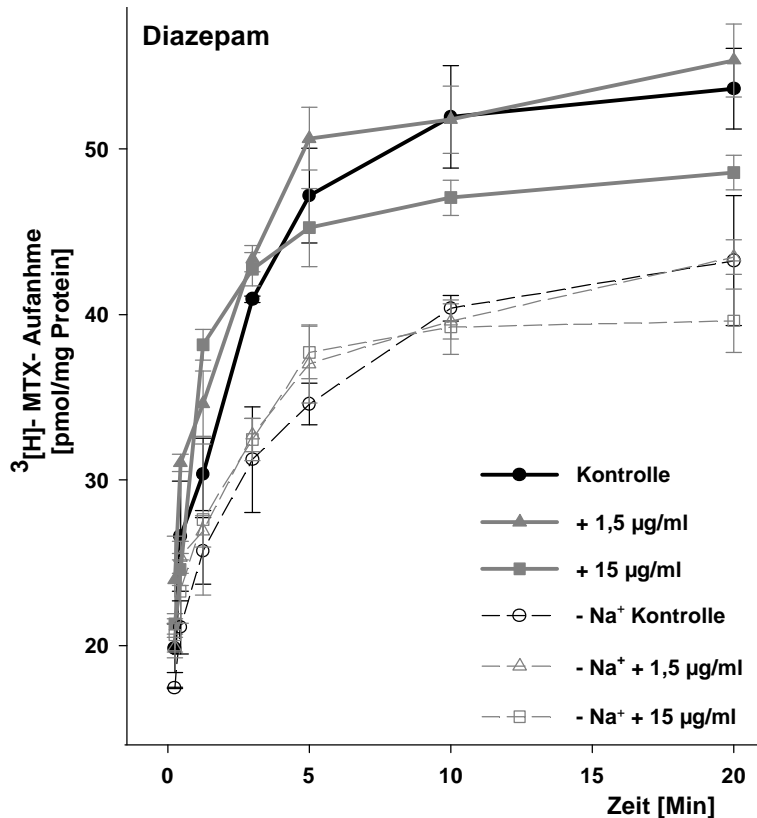 Diazepam
³[H]- MTX- Aufanhme
[pmol/mg Protein]
50
40
30
20
0
5
10
15
20
Zeit [Min]
Kontrolle
+ 1,5 µg/ml
+ 15 µg/ml
- Na⁺ Kontrolle
- Na⁺ + 1,5 µg/ml
- Na⁺ + 15 µg/ml